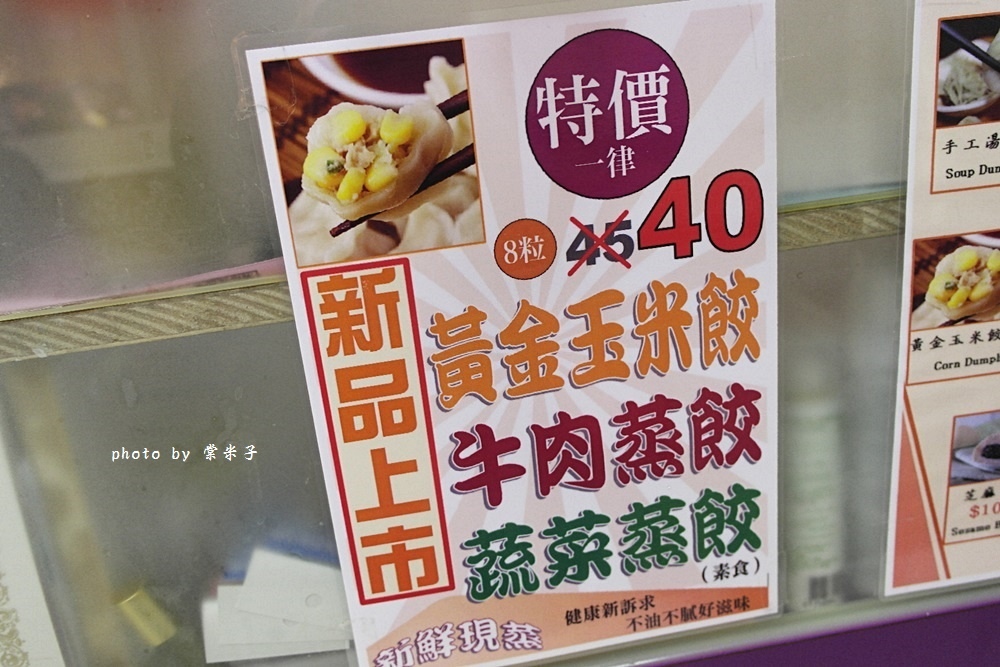 特價
一律
8粒 45 40
新品上市
黃金玉米餃
牛肉蒸餃
蔬菜蒸餃
(素食)
健康新訴求
不油不膩好滋味
新鮮現蒸
手工湯
Soup Dun
黃金玉米餃
Corn Dumpl
芝麻
$10
Sesame
photo by 棠米子